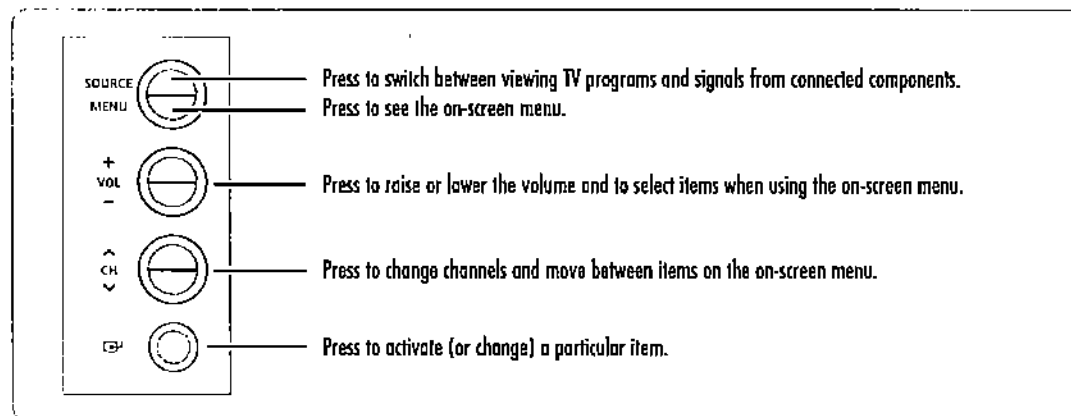 SOURCE
Press to switch between viewing TV programs and signals from connected components.
MENU
Press to see the on-screen menu.
+
VOL
Press to raise or lower the volume and to select items when using the on-screen menu.
−
CH
Press to change channels and move between items on the on-screen menu.
Press to activate (or change) a particular item.